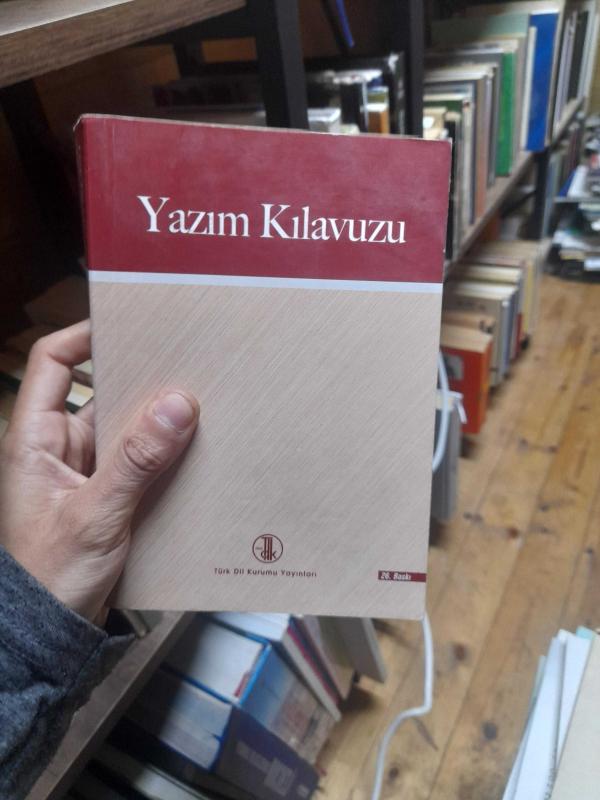 Yazım Kılavuzu
Türk Dil Kurumu Yayınları
26. Baskı